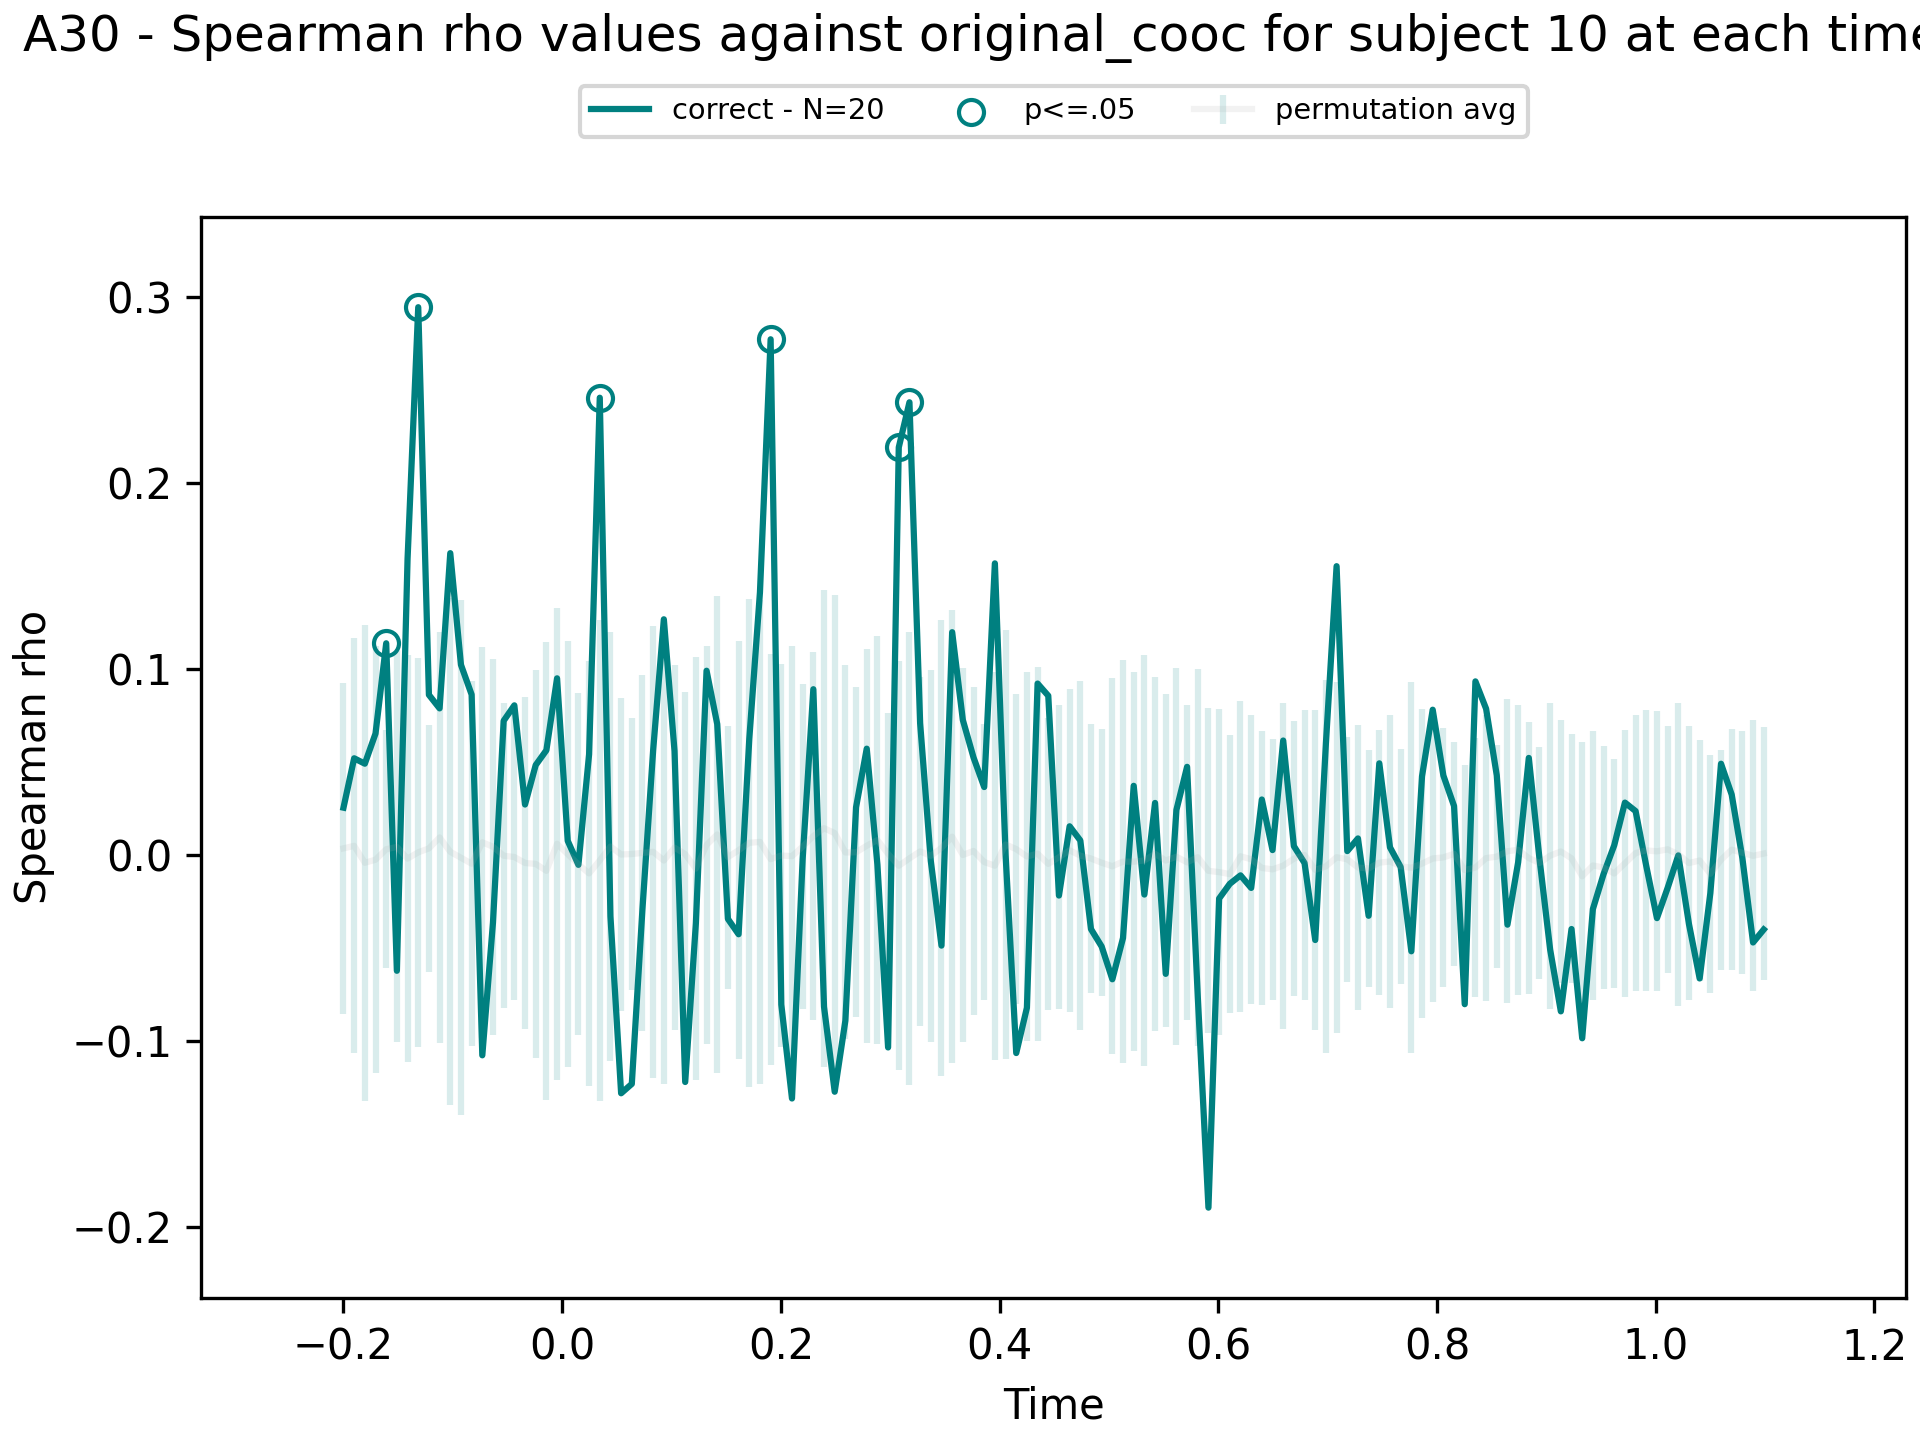 A30 - Spearman rho values against original_cooc for subject 10 at each time
correct - N=20 p<=.05 permutation avg
0.3
0.2
0.1
0.0
−0.1
−0.2
Spearman rho
−0.2 0.0 0.2 0.4 0.6 0.8 1.0 1.2
Time